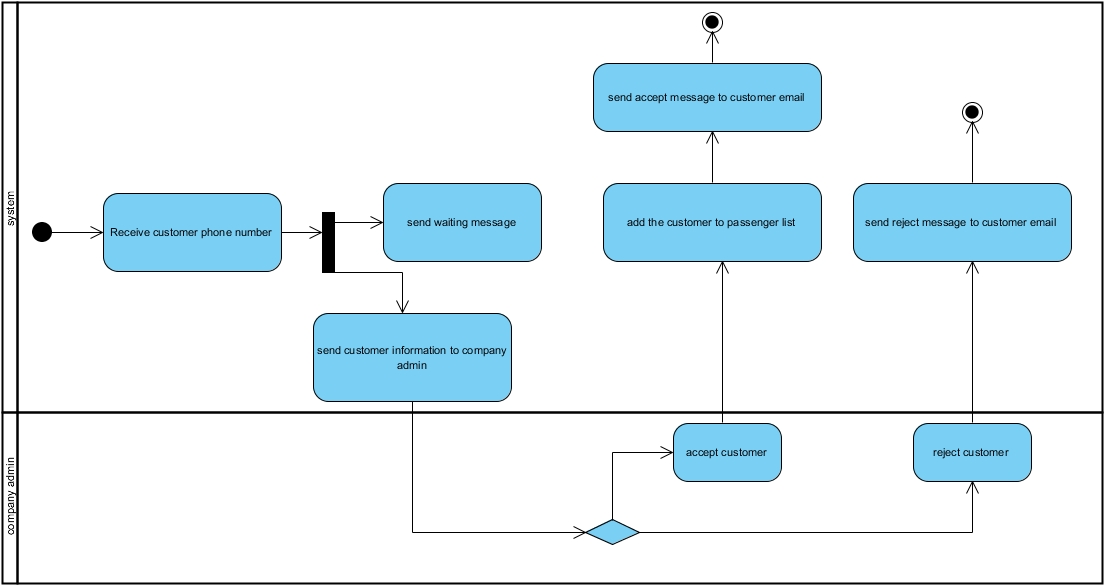 system
send accept message to customer email
Receive customer phone number
send waiting message
add the customer to passenger list
send reject message to customer email
send customer information to company
admin
company admin
accept customer
reject customer